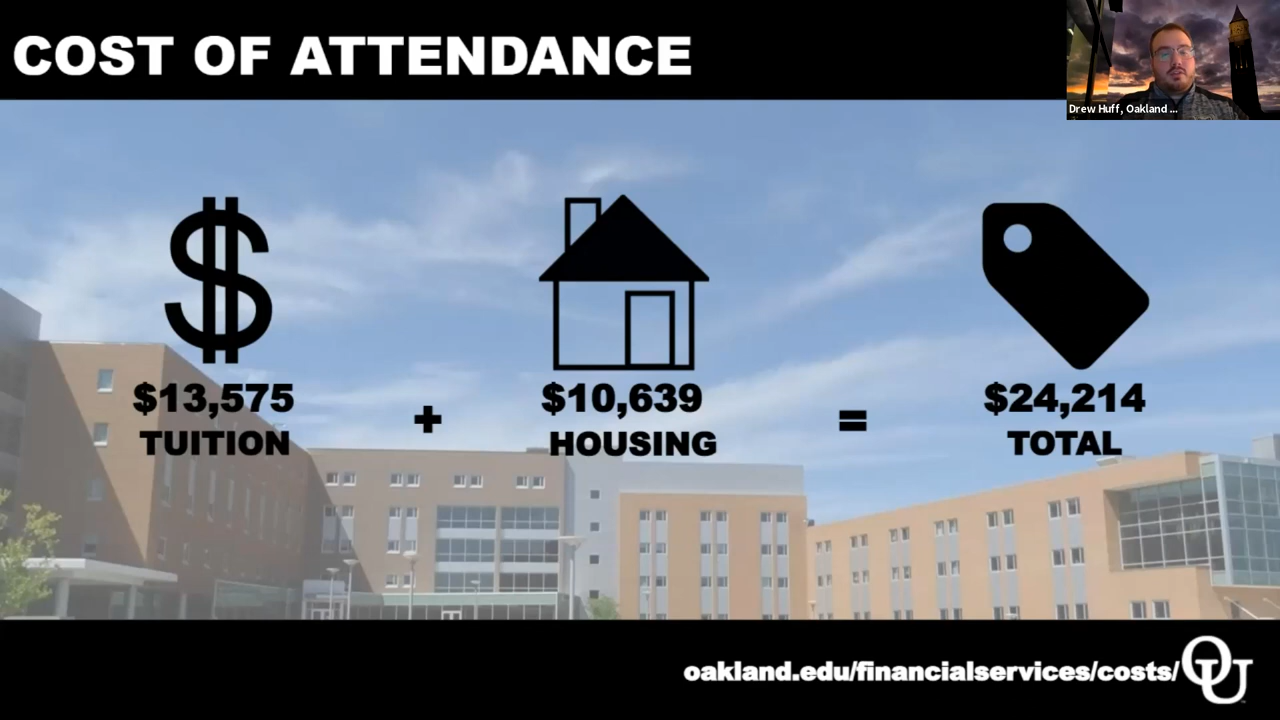 COST OF ATTENDANCE
Drew Huff, Oakland ...
$13,575
TUITION
+
$10,639
HOUSING
=
$24,214
TOTAL
oakland.edu/financialservices/costs/
OU